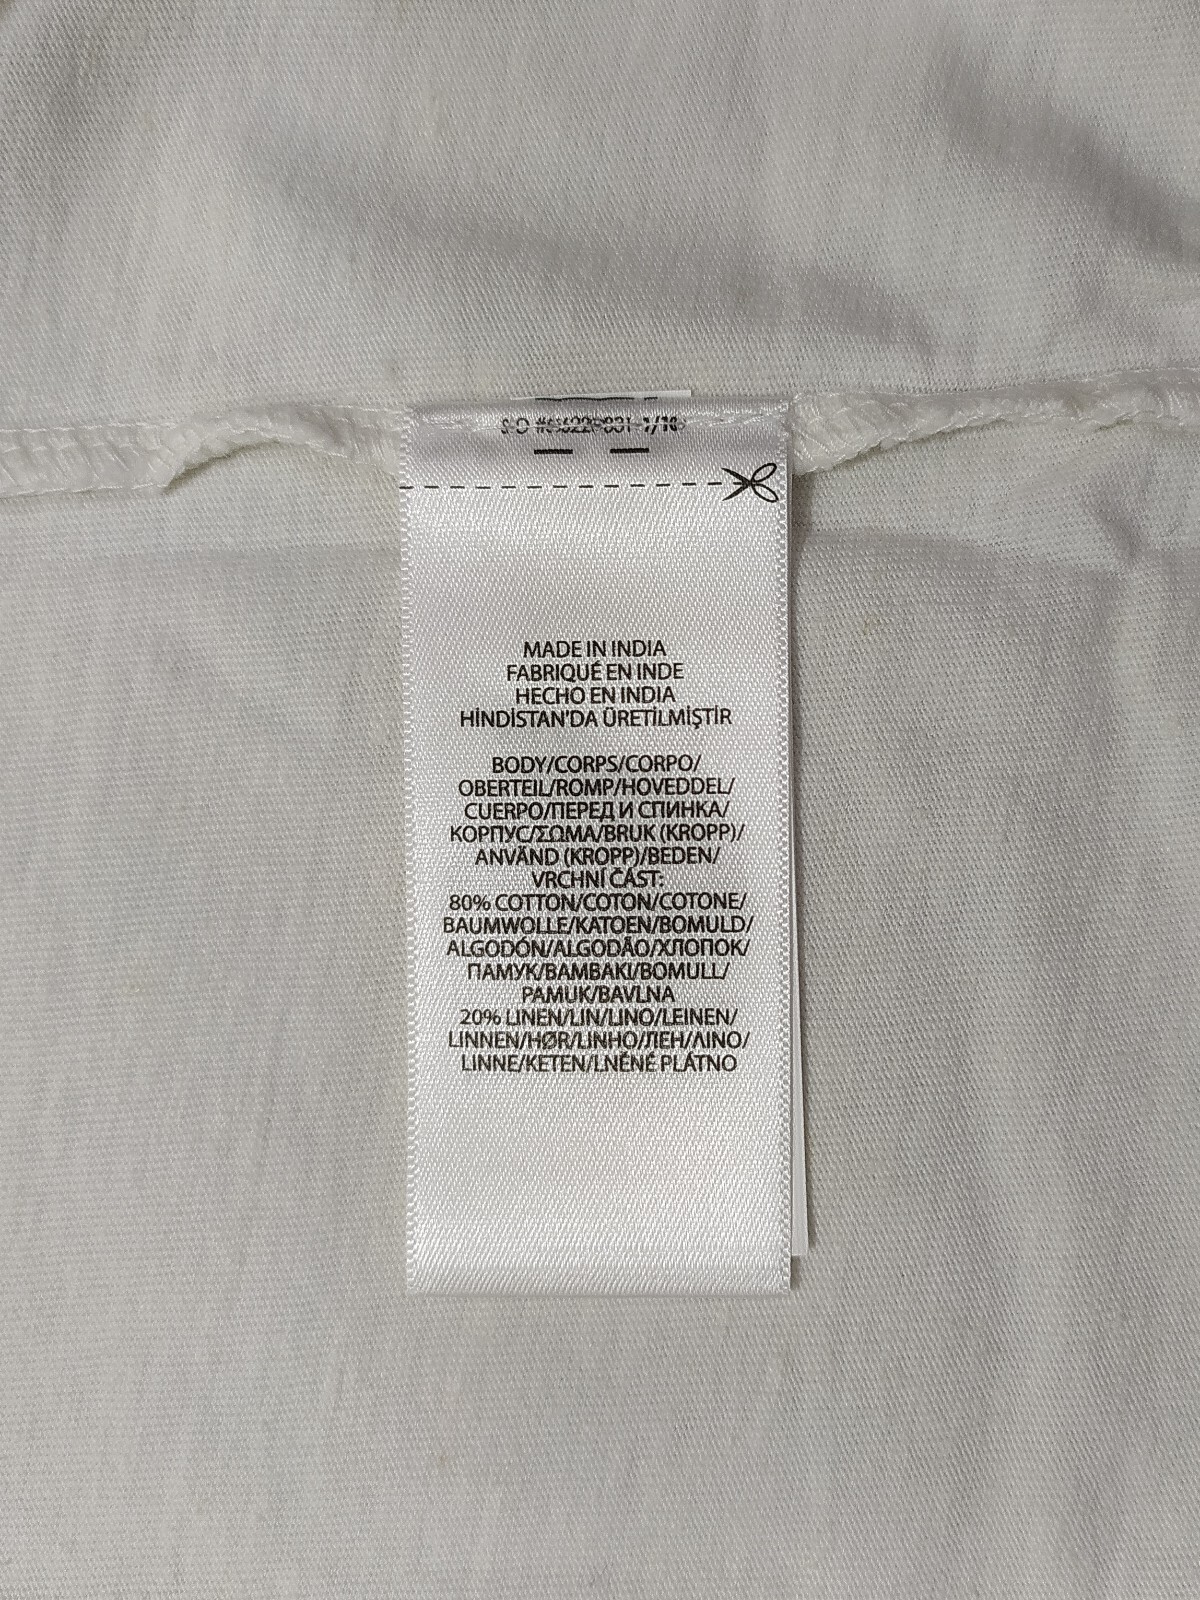 MADE IN INDIA
FABRIQUÉ EN INDE
HECHO EN INDIA
HİNDİSTAN'DA ÜRETİLMİŞTİR
BODY/CORPS/CORPO/
OBERTEIL/ROMP/HOVEDDEL/
CUERPO/ПЕРЕД И СПИНКА/
КОРПУС/ΣΩΜΑ/BRUK (KROPP)/
ANVÄND (KROPP)/BEDEN/
VRCHNÍ ČÁST:
80% COTTON/COTON/COTONE/
BAUMWOLLE/KATOEN/BOMULD/
ALGODÓN/ALGODÃO/ХЛОПОК/
ПАМУК/ΒΑΜΒΑΚΙ/BOMULL/
PAMUK/BAVLNA
20% LINEN/LIN/LINO/LEINEN/
LINNEN/HØR/LINHO/ЛЕН/ΛΙΝΟ/
LINNE/KETEN/LNĚNÉ PLÁTNO